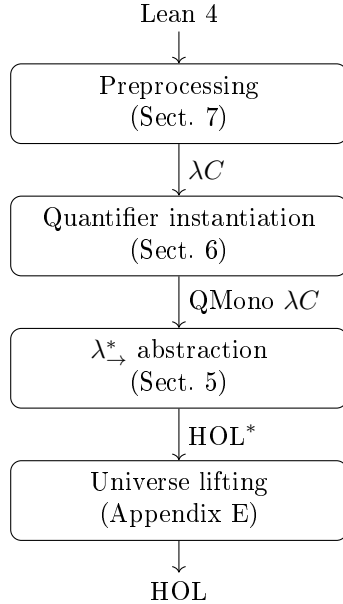 Lean 4
Preprocessing
(Sect. 7)
λC
Quantifier instantiation
(Sect. 6)
QMono λC
λ*→ abstraction
(Sect. 5)
HOL*
Universe lifting
(Appendix E)
HOL